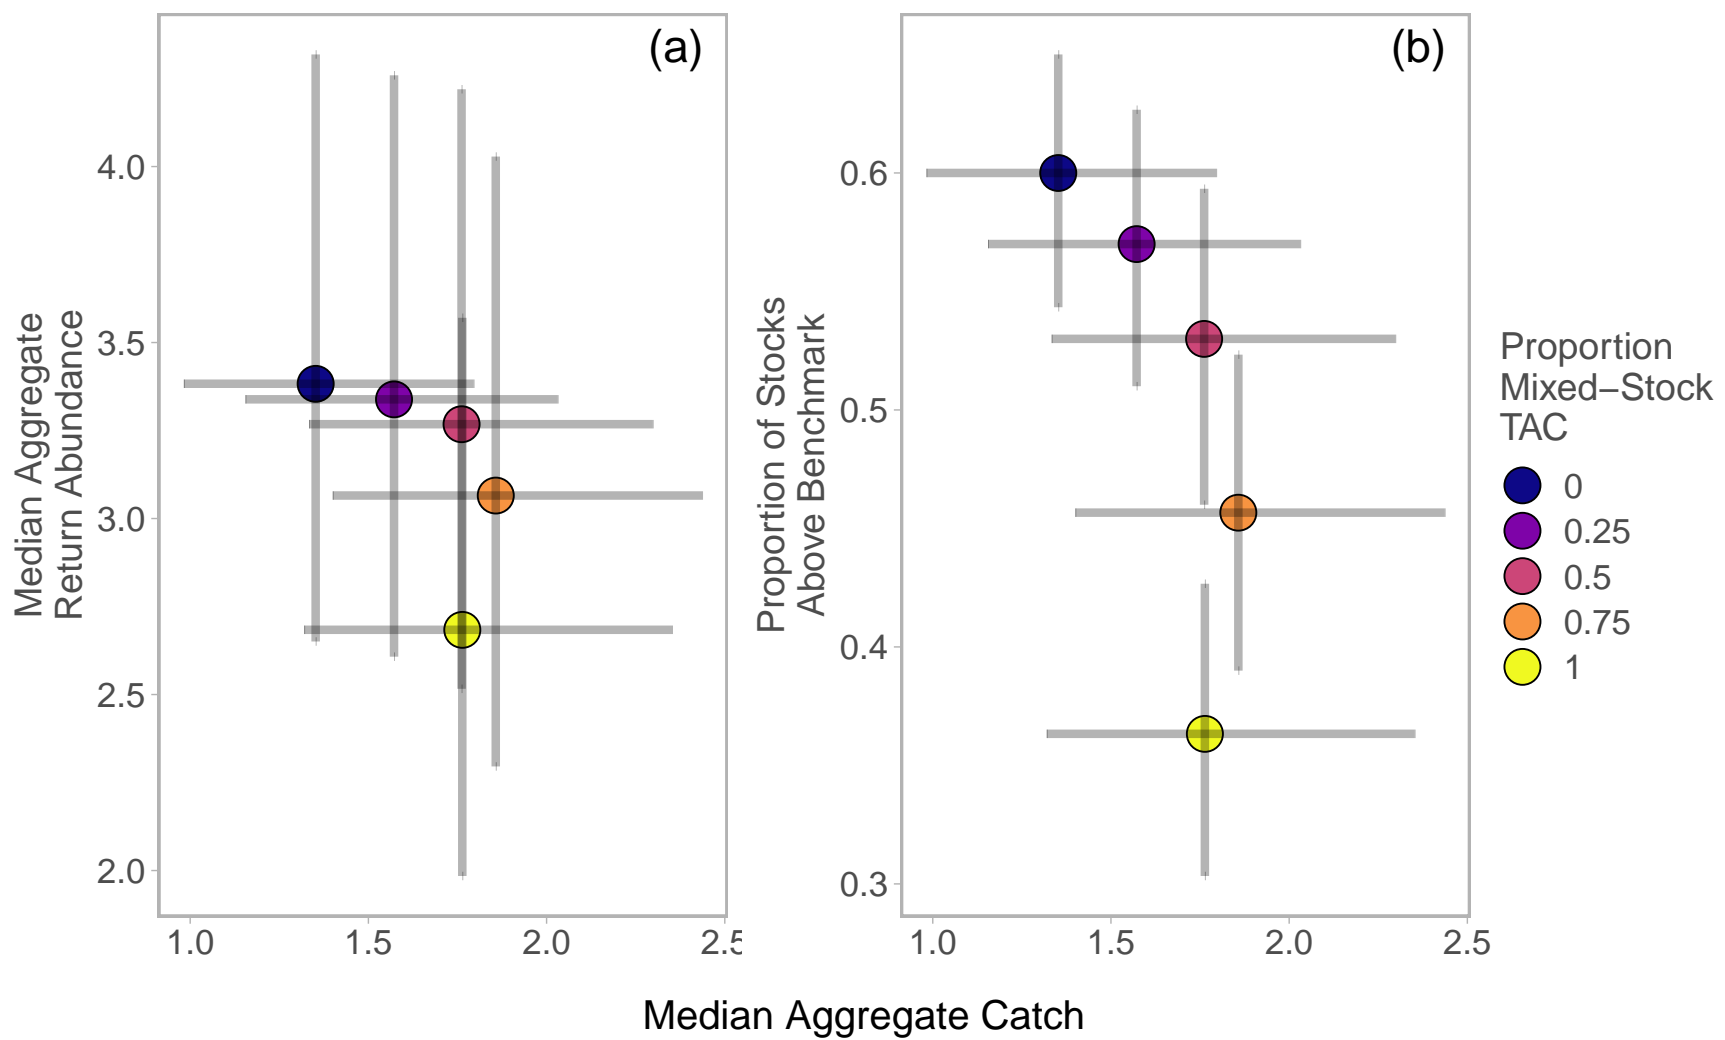 (a)
Median Aggregate
Return Abundance
4.0
3.5
3.0
2.5
2.0
1.0
1.5
2.0
2.5
(b)
Proportion of Stocks
Above Benchmark
0.6
0.5
0.4
0.3
1.0
1.5
2.0
2.5
Median Aggregate Catch
Proportion
Mixed−Stock
TAC
0
0.25
0.5
0.75
1